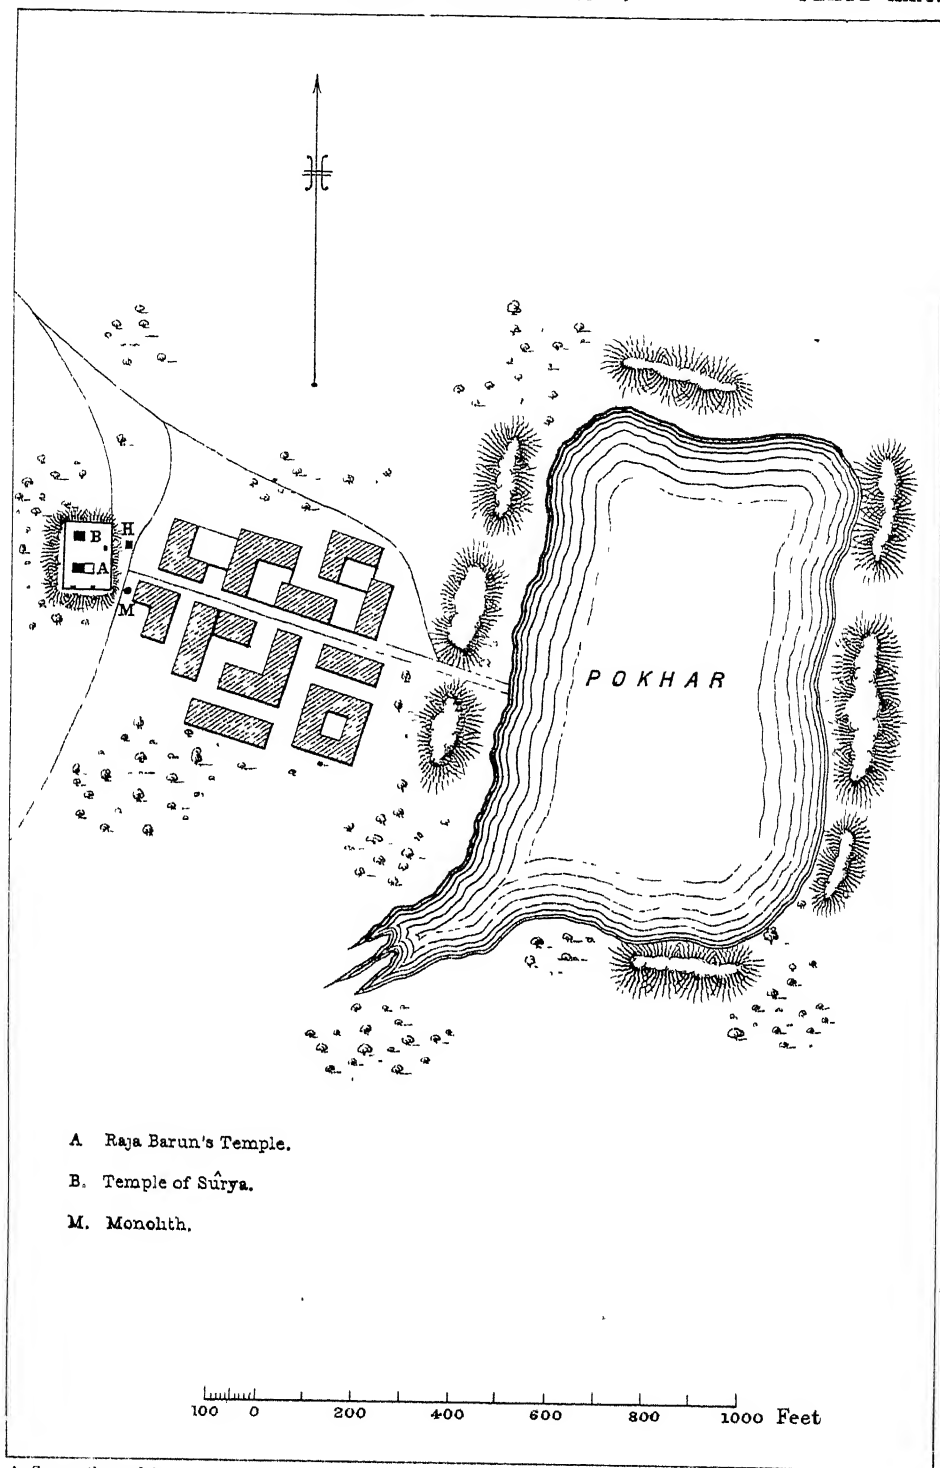 H
B
A
M
POKHAR
A Raja Barun's Temple.
B. Temple of Sûrya.
M. Monolith.
100 0 200 400 600 800 1000 Feet